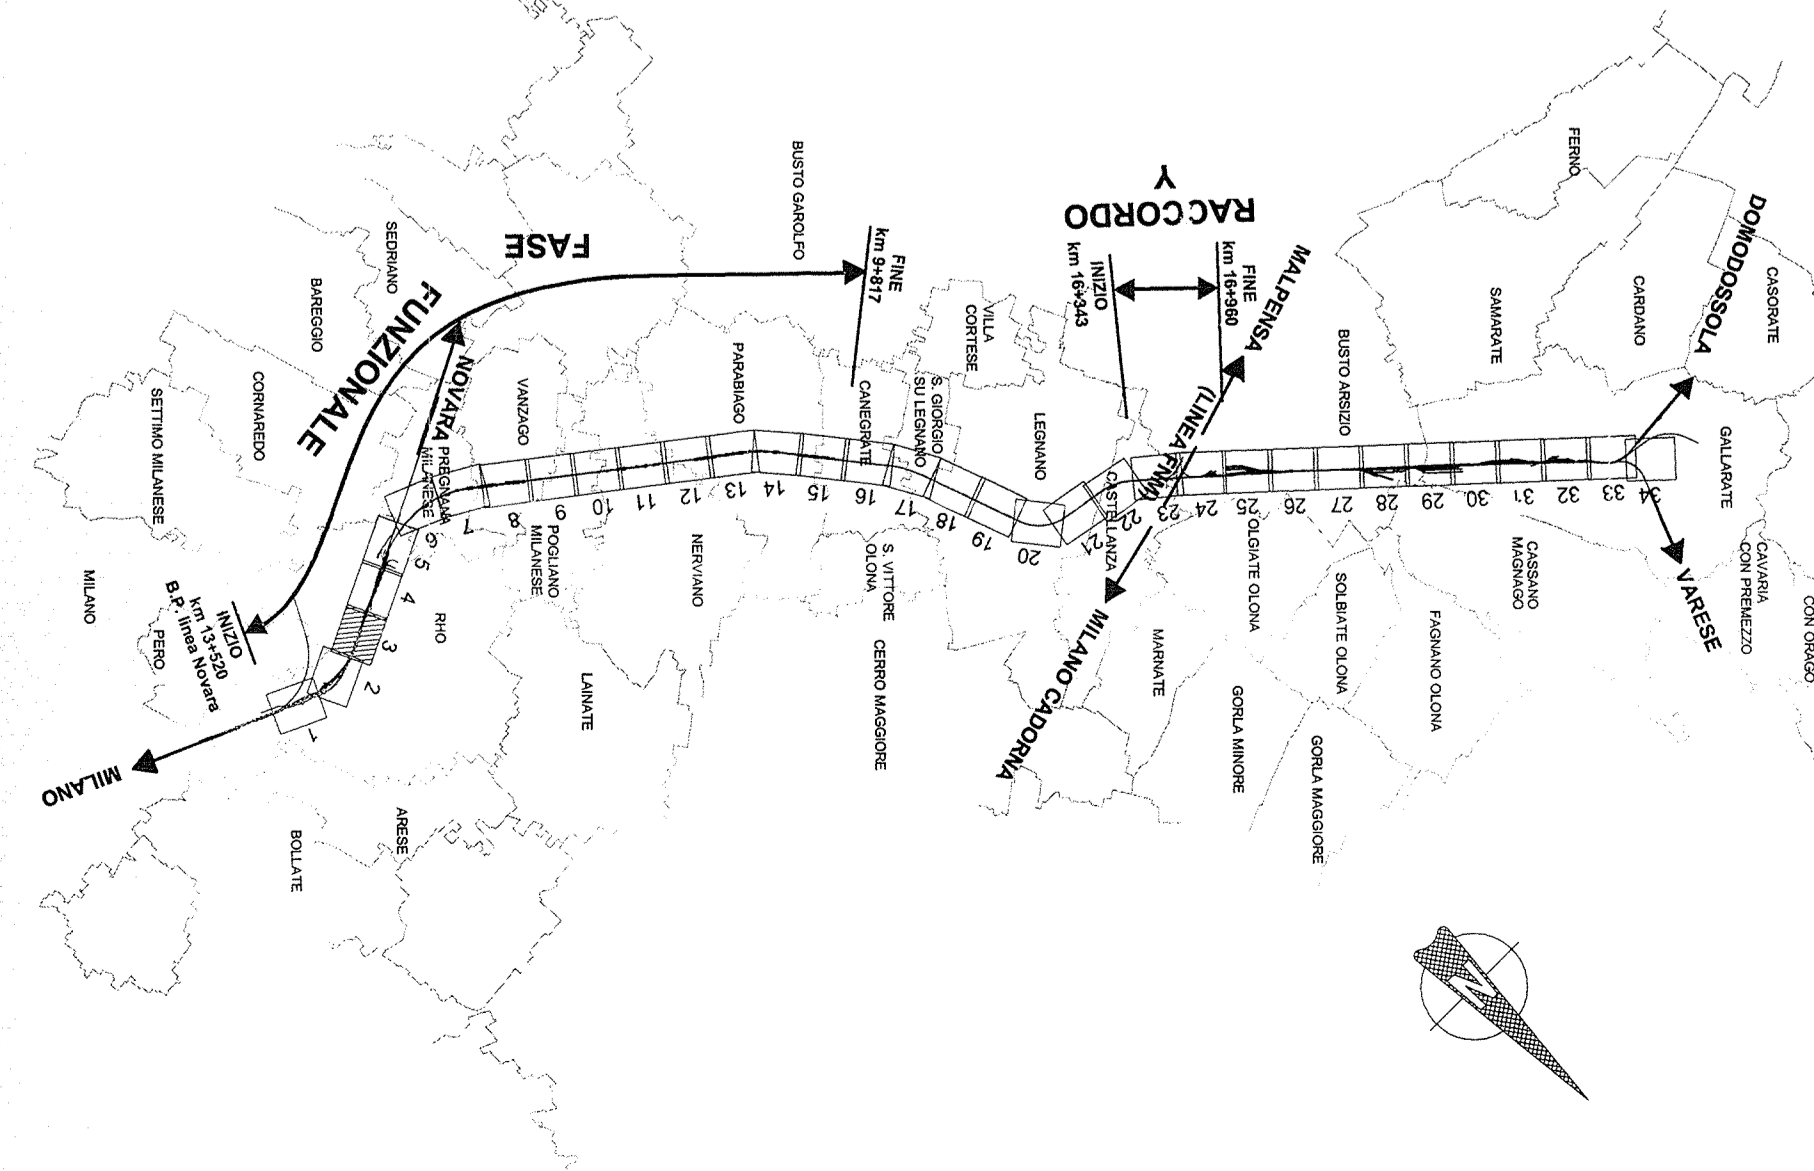 FERNO
DOMODOSSOLA
CASORATE
CARDANO
SAMARATE
GALLARATE
BUSTO ARSIZIO
MALPENSA
(LINEA FNM)
RACCORDO
Y
FINE
km 16+960
INIZIO
km 16+343
BUSTO GAROLFO
FINE
km 9+817
FASE
FUNZIONALE
SEDRIANO
BAREGGIO
NOVARA
CORNAREDO
SETTIMO MILANESE
MILANO
PERO
INIZIO
km 13+520
B.P. linea Novara
MILANO
PREGNANA
MILANESE
VANZAGO
PARABIAGO
CANEGRATE
S. GIORGIO
SU LEGNANO
VILLA
CORTESE
LEGNANO
CASTELLANZA
1
2
3
4
5
6
7
8
9
10
11
12
13
14
15
16
17
18
19
20
21
22
23
24
25
26
27
28
29
30
31
32
33
34
RHO
POGLIANO
MILANESE
NERVIANO
S. VITTORE
OLONA
CERRO MAGGIORE
LAINATE
ARESE
BOLLATE
MILANO CADORNA
MARNATE
OLGIATE OLONA
GORLA MINORE
SOLBIATE OLONA
GORLA MAGGIORE
FAGNANO OLONA
CASSANO
MAGNAGO
VARESE
CAVARIA
CON PREMEZZO
CON ORAGO
N